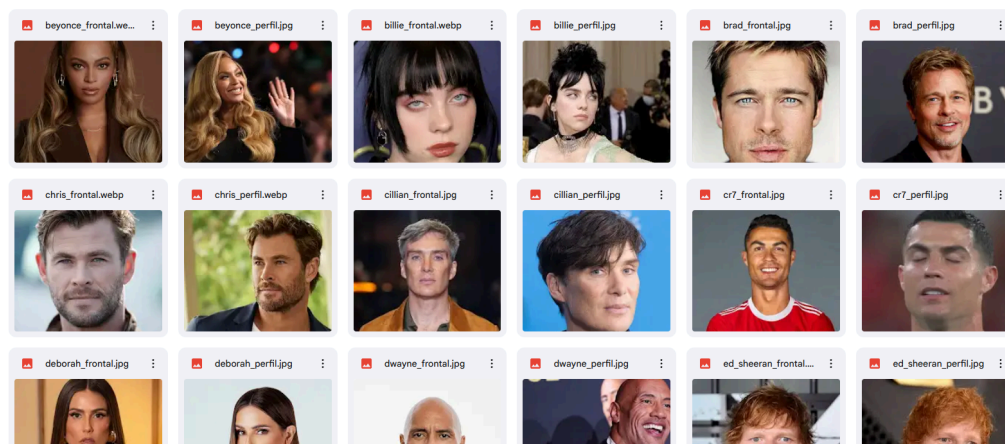 beyonce_frontal.we...
beyonce_perfil.jpg
billie_frontal.webp
billie_perfil.jpg
brad_frontal.jpg
brad_perfil.jpg
BY
chris_frontal.webp
chris_perfil.webp
cillian_frontal.jpg
cillian_perfil.jpg
cr7_frontal.jpg
cr7_perfil.jpg
deborah_frontal.jpg
deborah_perfil.jpg
dwayne_frontal.jpg
dwayne_perfil.jpg
ed_sheeran_frontal....
ed_sheeran_perfil.jpg